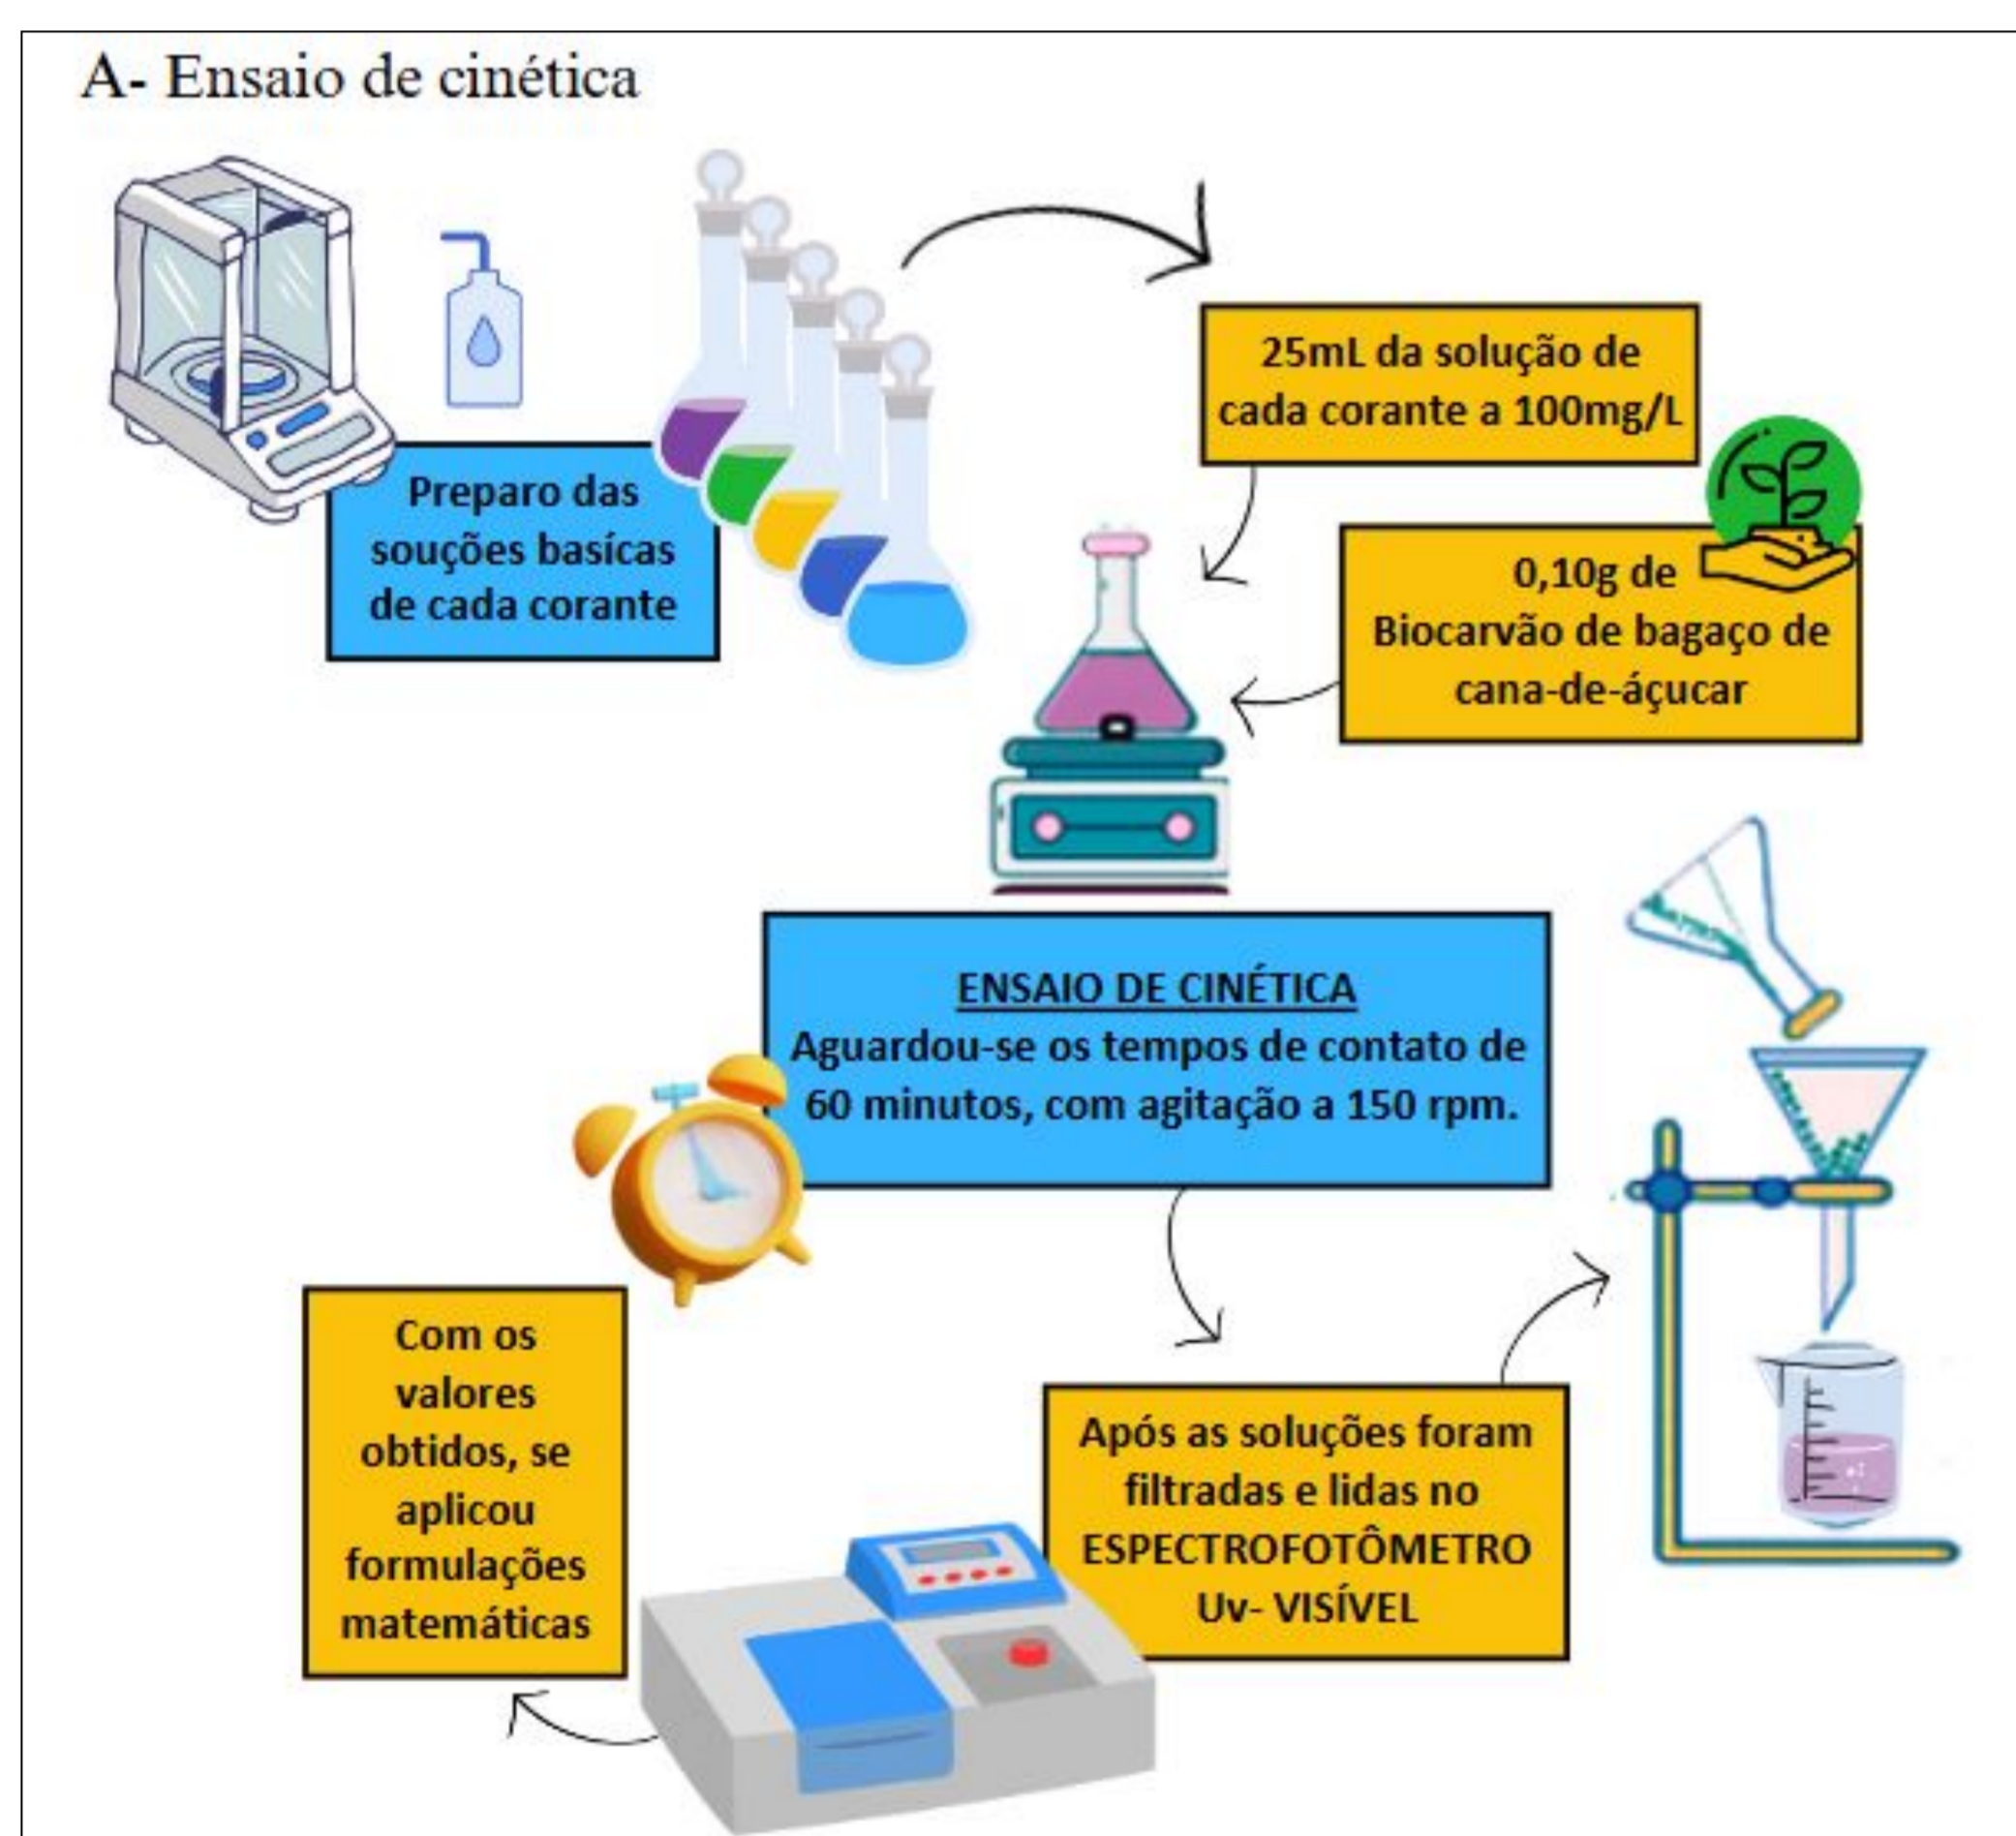 A- Ensaio de cinética
Preparo das
souções basícas
de cada corante
25mL da solução de
cada corante a 100mg/L
0,10g de
Biocarvão de bagaço de
cana-de-áçucar
ENSAIO DE CINÉTICA
Aguardou-se os tempos de contato de
60 minutos, com agitação a 150 rpm.
Após as soluções foram
filtradas e lidas no
ESPECTROFOTÔMETRO
Uv- VISÍVEL
Com os
valores
obtidos, se
aplicou
formulações
matemáticas